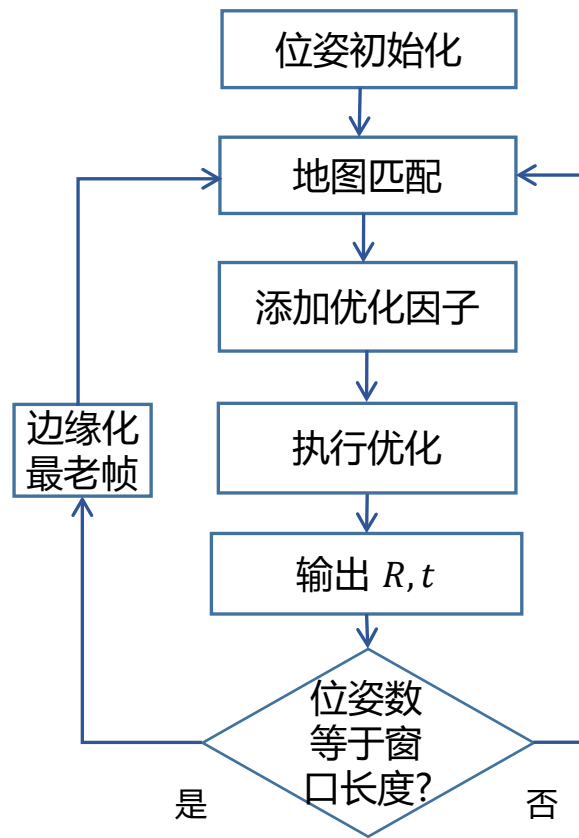 位姿初始化
地图匹配
添加优化因子
边缘化
最老帧
执行优化
输出 R,t
位姿数
等于窗
口长度?
是
否